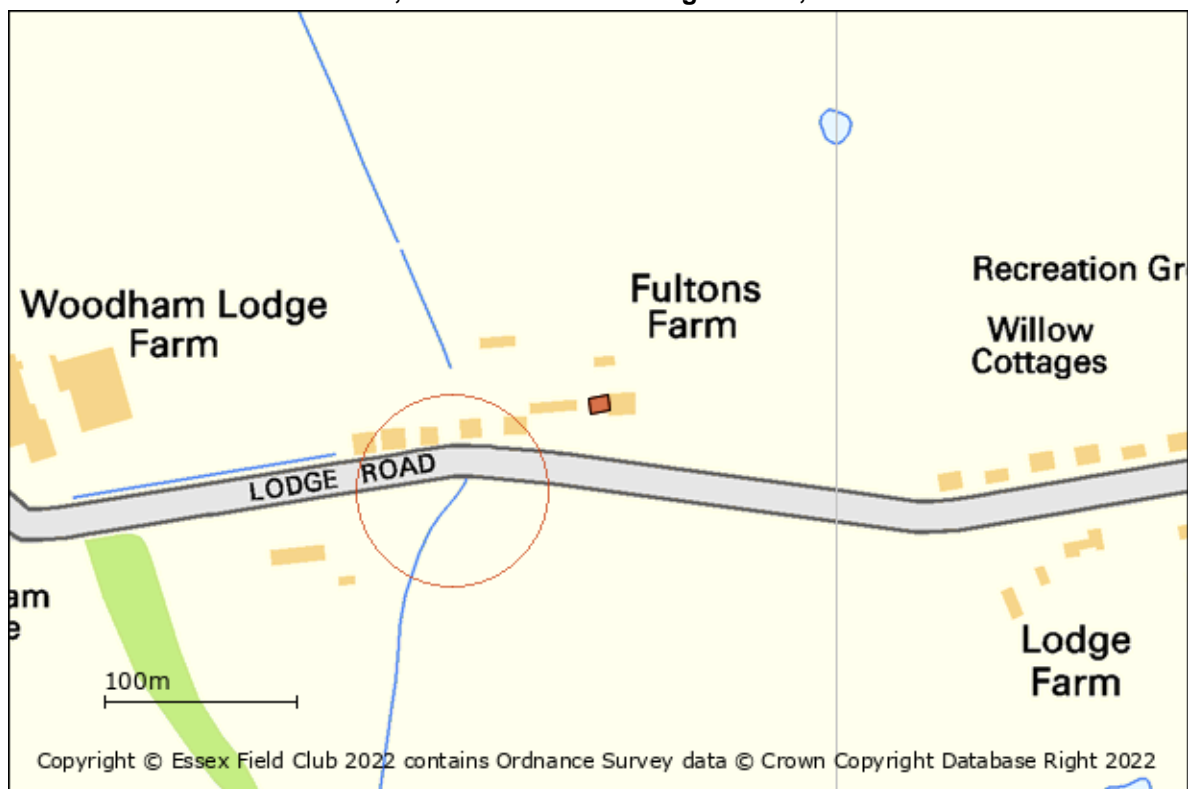 Woodham Lodge
Farm
Fultons
Farm
Recreation Gr
Willow
Cottages
LODGE ROAD
am
e
Lodge
Farm
100m
Copyright © Essex Field Club 2022 contains Ordnance Survey data © Crown Copyright Database Right 2022